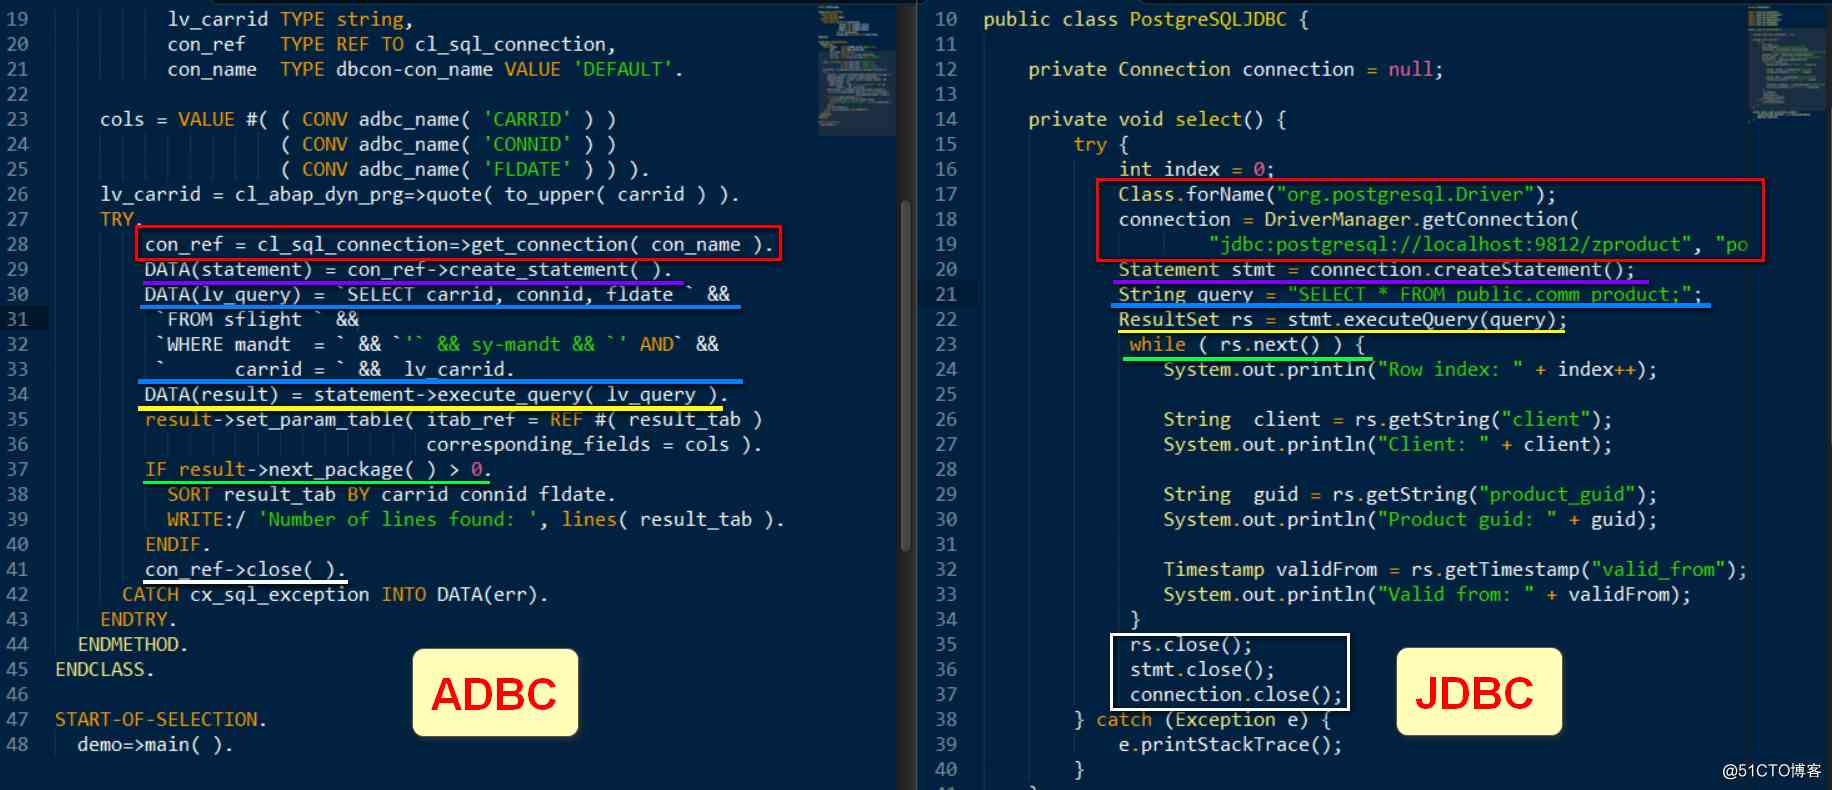 19 lv_carrid TYPE string,
20 con_ref TYPE REF TO cl_sql_connection,
21 con_name TYPE dbcon-con_name VALUE 'DEFAULT'.
22
23 cols = VALUE #( ( CONV adbc_name( 'CARRID' ) )
24 ( CONV adbc_name( 'CONNID' ) )
25 ( CONV adbc_name( 'FLDATE' ) ) ).
26 lv_carrid = cl_abap_dyn_prg=>quote( to_upper( carrid ) ).
27 TRY.
28 con_ref = cl_sql_connection=>get_connection( con_name ).
29 DATA(statement) = con_ref->create_statement( ).
30 DATA(lv_query) = `SELECT carrid, connid, fldate ` &&
31 `FROM sflight ` &&
32 `WHERE mandt = ` && `'` && sy-mandt && `' AND` &&
33 ` carrid = ` && lv_carrid.
34 DATA(result) = statement->execute_query( lv_query ).
35 result->set_param_table( itab_ref = REF #( result_tab )
36 corresponding_fields = cols ).
37 IF result->next_package( ) > 0.
38 SORT result_tab BY carrid connid fldate.
39 WRITE:/ 'Number of lines found: ', lines( result_tab ).
40 ENDIF.
41 con_ref->close( ).
42 CATCH cx_sql_exception INTO DATA(err).
43 ENDTRY.
44 ENDMETHOD.
45 ENDCLASS.
46
47 START-OF-SELECTION.
48 demo=>main( ).
ADBC
10 public class PostgreSQLJDBC {
11
12 private Connection connection = null;
13
14 private void select() {
15 try {
16 int index = 0;
17 Class.forName("org.postgresql.Driver");
18 connection = DriverManager.getConnection(
19 "jdbc:postgresql://localhost:9812/zproduct", "po
20 Statement stmt = connection.createStatement();
21 String query = "SELECT * FROM public.comm_product;";
22 ResultSet rs = stmt.executeQuery(query);
23 while ( rs.next() ) {
24 System.out.println("Row index: " + index++);
25
26 String client = rs.getString("client");
27 System.out.println("Client: " + client);
28
29 String guid = rs.getString("product_guid");
30 System.out.println("Product guid: " + guid);
31
32 Timestamp validFrom = rs.getTimestamp("valid_from");
33 System.out.println("Valid from: " + validFrom);
34 }
35 rs.close();
36 stmt.close();
37 connection.close();
38 } catch (Exception e) {
39 e.printStackTrace();
40 }
JDBC
@51CTO博客